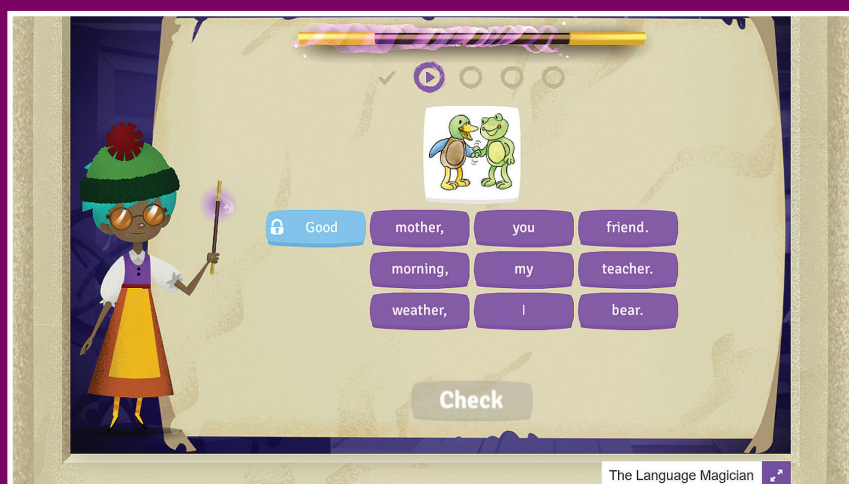 Good mother, you friend.
morning, my teacher.
weather, I bear.
Check
The Language Magician